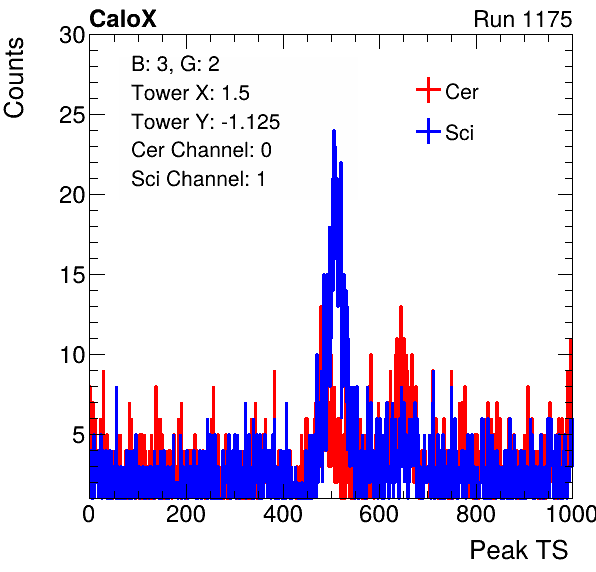 CaloX Run 1175
Counts
30
25
20
15
10
5
B: 3, G: 2
Tower X: 1.5
Tower Y: -1.125
Cer Channel: 0
Sci Channel: 1
Cer
Sci
0 200 400 600 800 1000
Peak TS